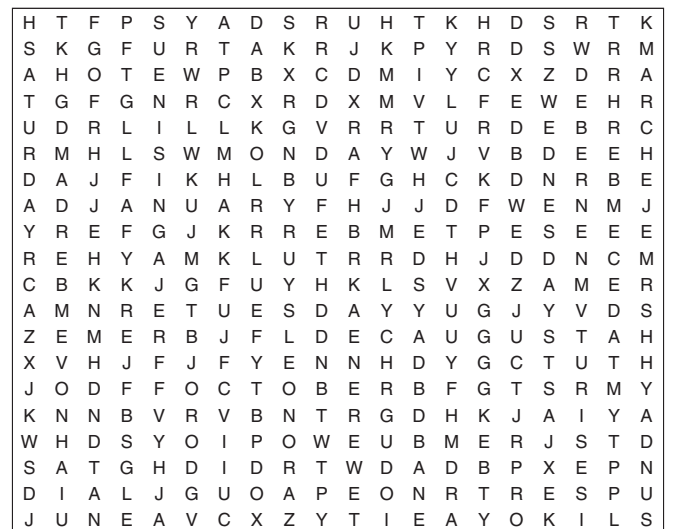 H T F P S Y A D S R U H T K H D S R T K
S K G F U R T A K R J K P Y R D S W R M
A H O T E W P B X C D M I Y C X Z D R A
T G F G N R C X R D X M V L F E W E H R
U D R L I L L K G V R R T U R D E B R C
R M H L S W M O N D A Y W J V B D E E H
D A J F I K H L B U F G H C K D N R B E
A D J A N U A R Y F H J J D F W E N M J
Y R E F G J K R R E B M E T P E S E E E
R E H Y A M K L U T R R D H J D D N C M
C B K K J G F U Y H K L S V X Z A M E R
A M N R E T U E S D A Y Y U G J Y V D S
Z E M E R B J F L D E C A U G U S T A H
X V H J F J F Y E N N H D Y G C T U T H
J O D F F O C T O B E R B F G T S R M Y
K N N B V R V B N T R G D H K J A I Y A
W H D S Y O I P O W E U B M E R J S T D
S A T G H D I D R T W D A D B P X E P N
D I A L J G U O A P E O N R T R E S P U
J U N E A V C X Z Y T I E A Y O K I L S